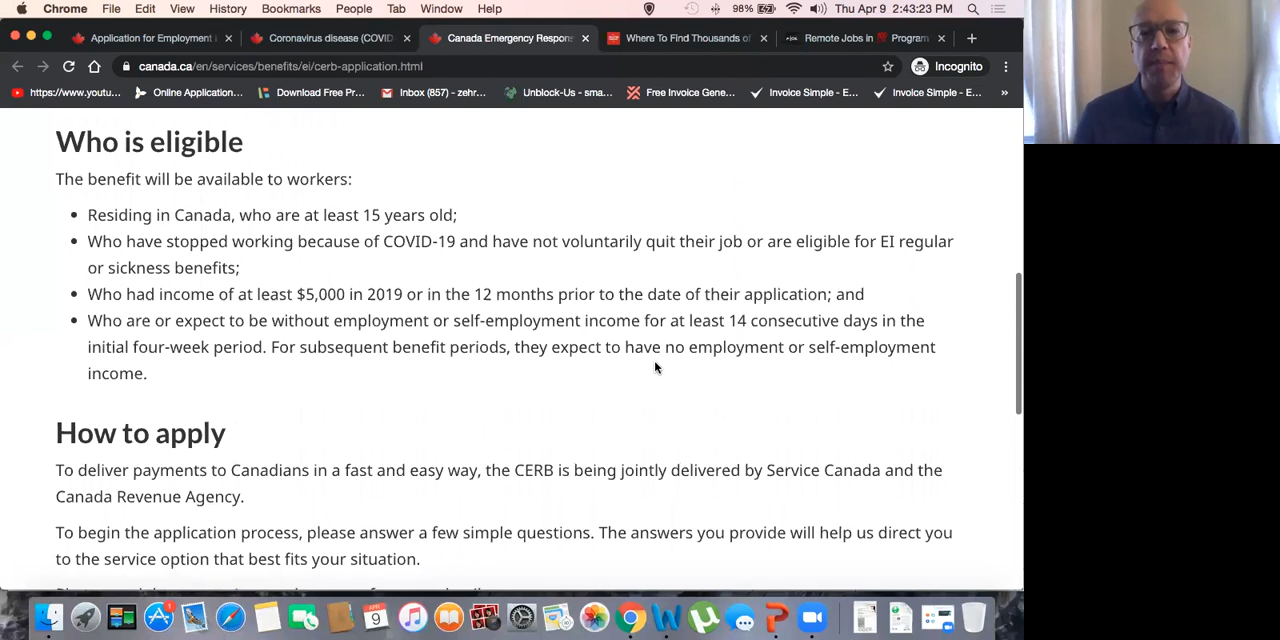 Chrome File Edit View History Bookmarks People Tab Window Help 98% Thu Apr 9 2:43:23 PM
Application for Employment Coronavirus disease (COVID Canada Emergency Respon Where To Find Thousands of Remote Jobs in Program
canada.ca/en/services/benefits/ei/cerb-application.html Incognito
https://www.youtu... Online Application... Download Free Pr... Inbox (857) - zehr... Unblock-Us - sma... Free Invoice Gene... Invoice Simple - E... Invoice Simple - E... »
Who is eligible
The benefit will be available to workers:
• Residing in Canada, who are at least 15 years old;
• Who have stopped working because of COVID-19 and have not voluntarily quit their job or are eligible for EI regular
or sickness benefits;
• Who had income of at least $5,000 in 2019 or in the 12 months prior to the date of their application; and
• Who are or expect to be without employment or self-employment income for at least 14 consecutive days in the
initial four-week period. For subsequent benefit periods, they expect to have no employment or self-employment
income.
How to apply
To deliver payments to Canadians in a fast and easy way, the CERB is being jointly delivered by Service Canada and the
Canada Revenue Agency.
To begin the application process, please answer a few simple questions. The answers you provide will help us direct you
to the service option that best fits your situation.
APR
9
1